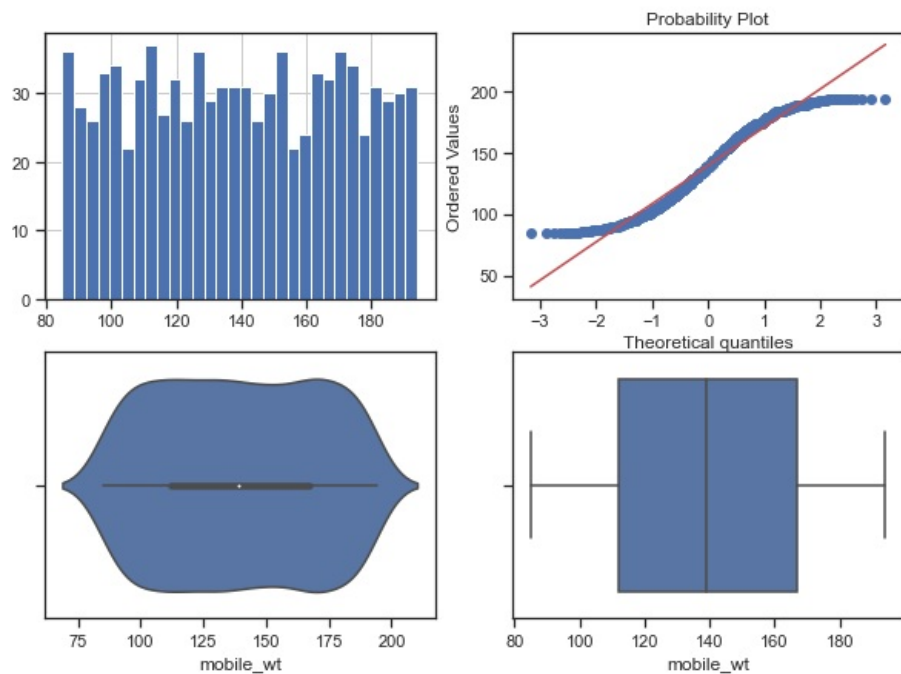 Probability Plot
30
20
10
0
80 100 120 140 160 180
Ordered Values
200
150
100
50
−3 −2 −1 0 1 2 3
Theoretical quantiles
75 100 125 150 175 200
mobile_wt
80 100 120 140 160 180
mobile_wt